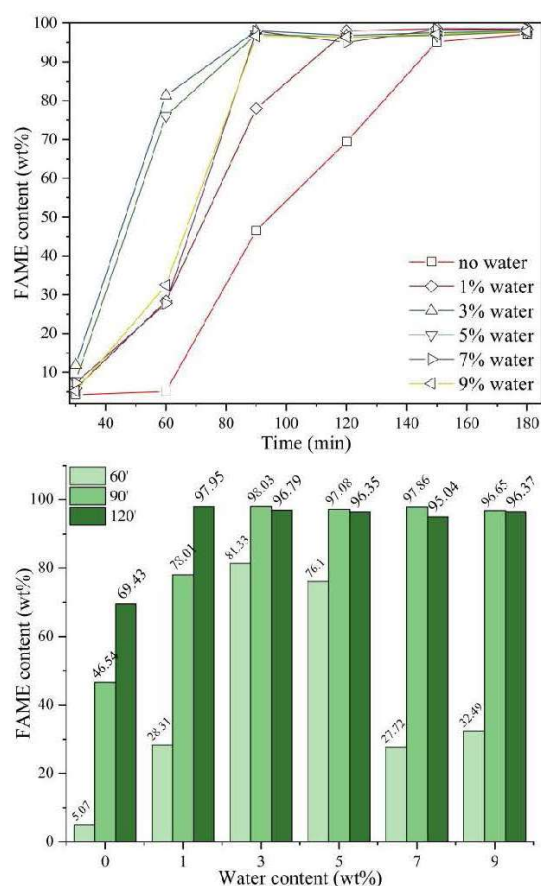 100
90
80
70
60
50
40
30
20
10
FAME content (wt%)
no water
1% water
3% water
5% water
7% water
9% water
40 60 80 100 120 140 160 180
Time (min)
60'
90'
120'
100
80
60
40
20
0
FAME content (wt%)
5.07 46.54 69.43
28.31 78.01 97.95
81.33 98.03 96.79
76.1 97.08 96.35
27.72 97.86 95.04
32.49 96.65 96.37
0 1 3 5 7 9
Water content (wt%)